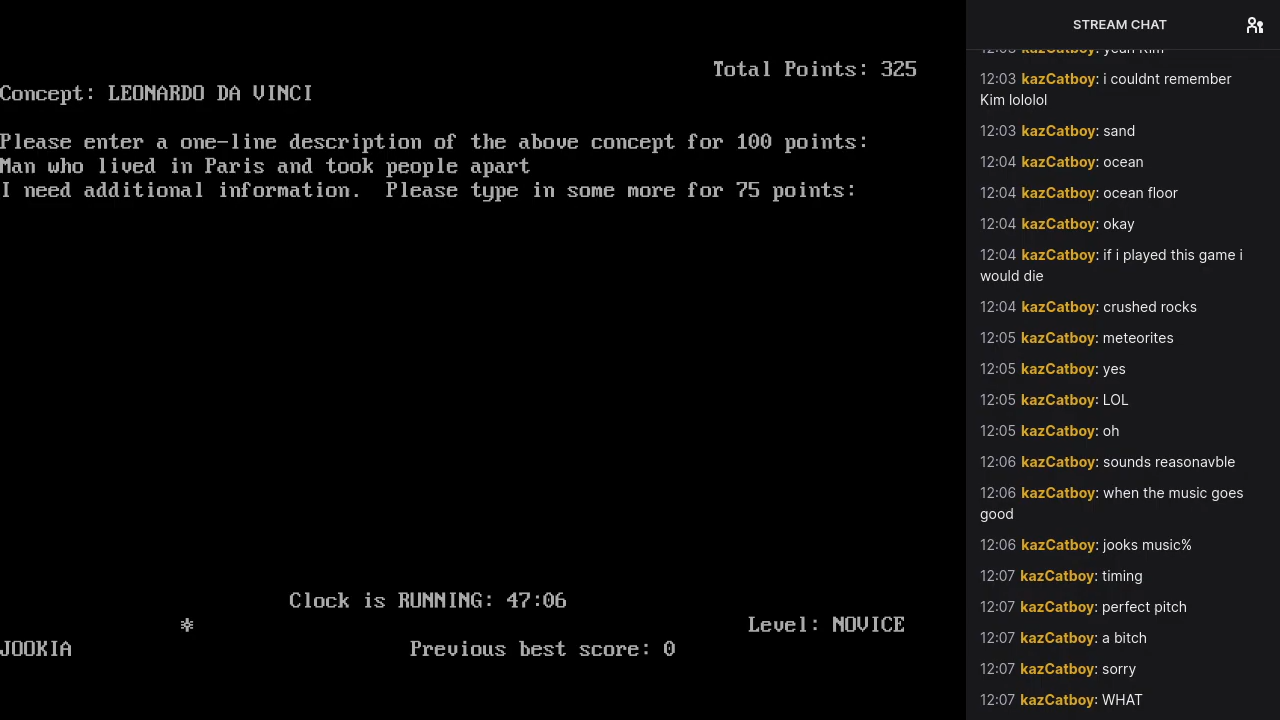 Total Points: 325
Concept: LEONARDO DA VINCI
Please enter a one-line description of the above concept for 100 points:
Man who lived in Paris and took people apart
I need additional information.  Please type in some more for 75 points:
Clock is RUNNING: 47:06
*
Level: NOVICE
JOOKIA
Previous best score: 0
STREAM CHAT
12:03 kazCatboy: yeah Kim
12:03 kazCatboy: i couldnt remember
Kim lololol
12:03 kazCatboy: sand
12:04 kazCatboy: ocean
12:04 kazCatboy: ocean floor
12:04 kazCatboy: okay
12:04 kazCatboy: if i played this game i
would die
12:04 kazCatboy: crushed rocks
12:05 kazCatboy: meteorites
12:05 kazCatboy: yes
12:05 kazCatboy: LOL
12:05 kazCatboy: oh
12:06 kazCatboy: sounds reasonavble
12:06 kazCatboy: when the music goes
good
12:06 kazCatboy: jooks music%
12:07 kazCatboy: timing
12:07 kazCatboy: perfect pitch
12:07 kazCatboy: a bitch
12:07 kazCatboy: sorry
12:07 kazCatboy: WHAT